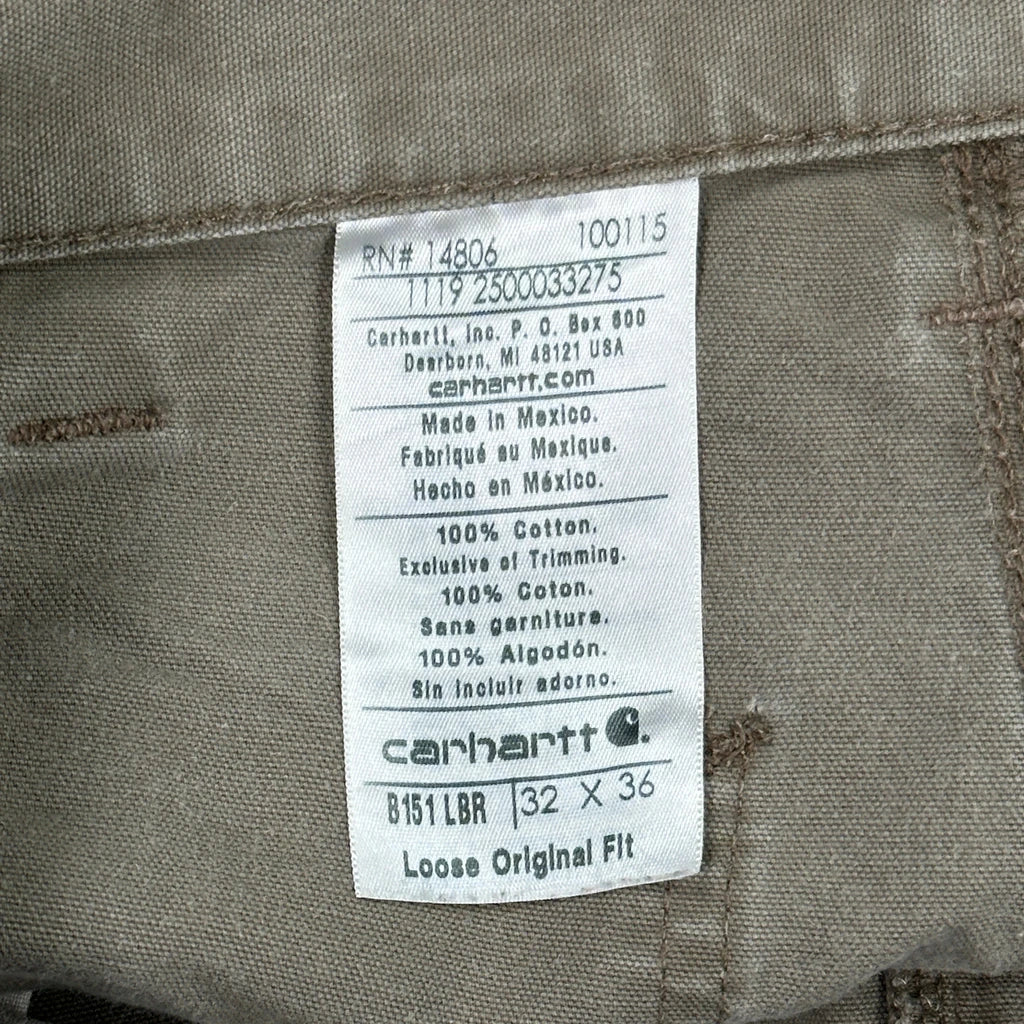 RN# 14806 100115
1119 2500033275
Carhartt, Inc. P. O. Box 600
Dearborn, MI 48121 USA
carhartt.com
Made in Mexico.
Fabriqué au Mexique.
Hecho en México.
100% Cotton.
Exclusive of Trimming.
100% Coton.
Sans garniture.
100% Algodón.
Sin incluir adorno.
carhartt
B151 LBR 32 X 36
Loose Original Fit